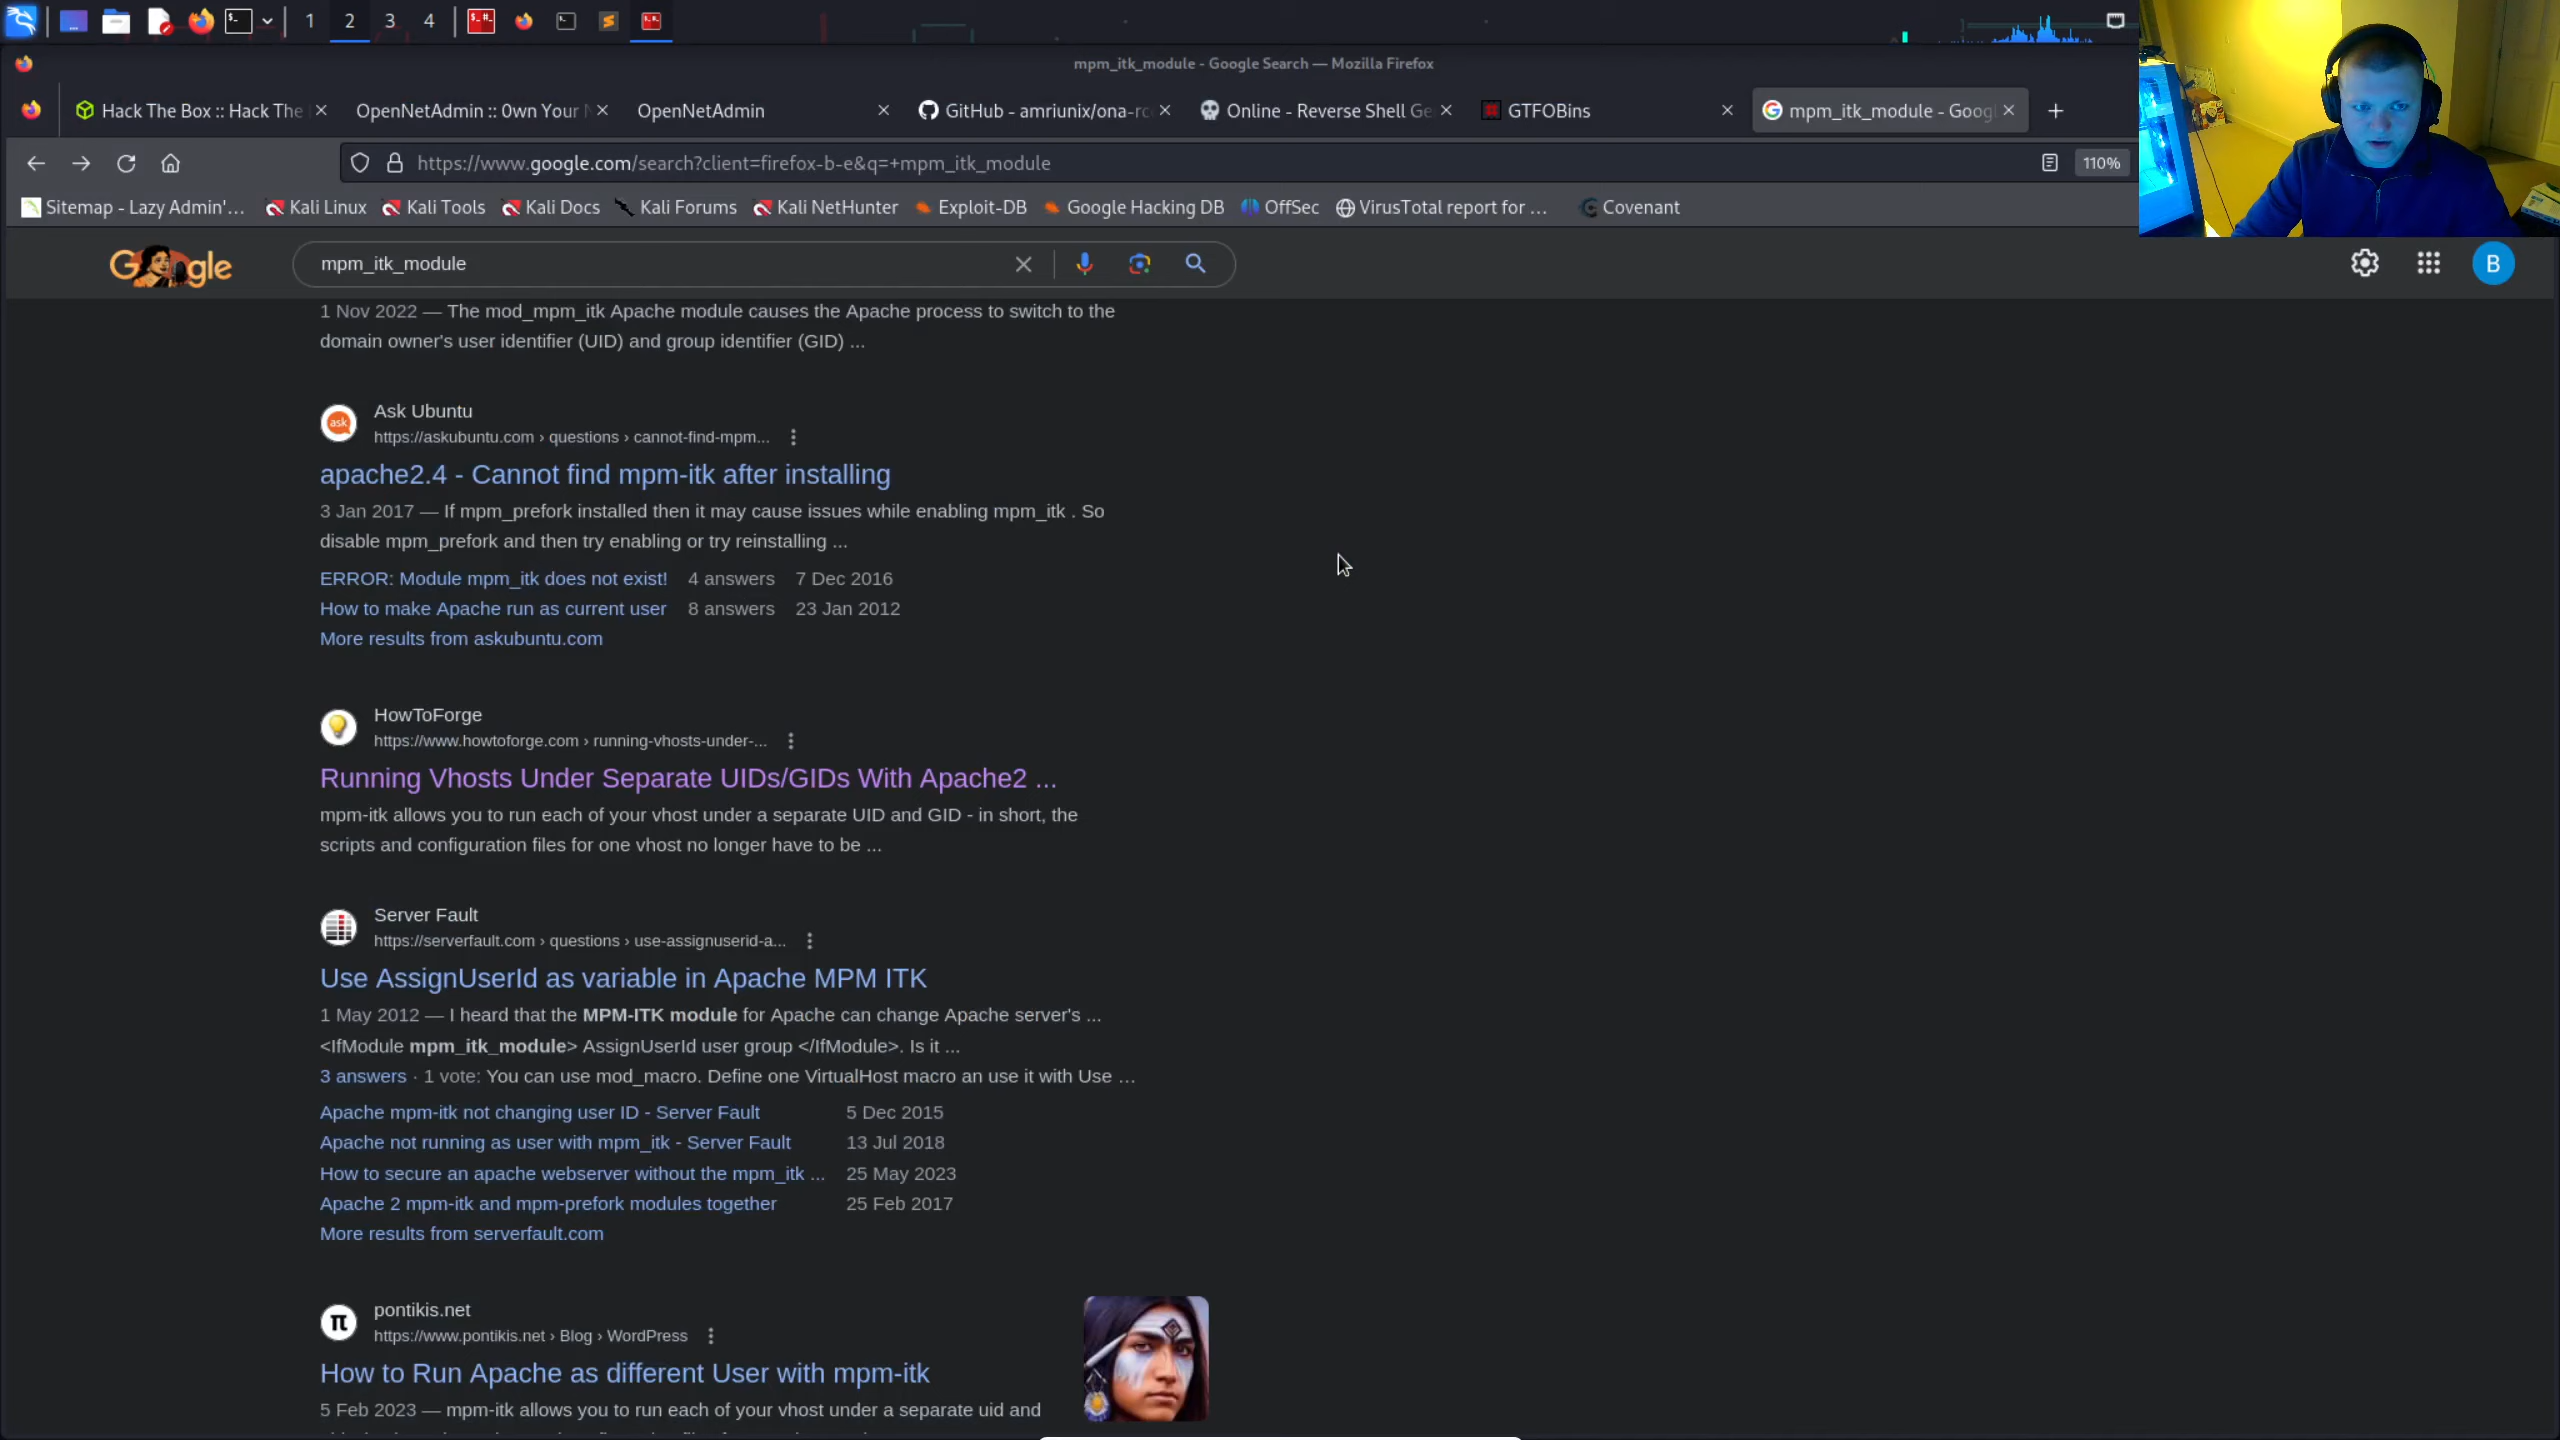 1
2
3
4
mpm_itk_module - Google Search — Mozilla Firefox
Hack The Box :: Hack The
OpenNetAdmin :: 0wn Your
OpenNetAdmin
GitHub - amriunix/ona-rc
Online - Reverse Shell Ge
GTFOBins
mpm_itk_module - Goog
https://www.google.com/search?client=firefox-b-e&q=+mpm_itk_module
110%
Sitemap - Lazy Admin'...
Kali Linux
Kali Tools
Kali Docs
Kali Forums
Kali NetHunter
Exploit-DB
Google Hacking DB
OffSec
VirusTotal report for ...
Covenant
Google
mpm_itk_module
B
1 Nov 2022 — The mod_mpm_itk Apache module causes the Apache process to switch to the
domain owner's user identifier (UID) and group identifier (GID) ...
ask
Ask Ubuntu
https://askubuntu.com › questions › cannot-find-mpm...
apache2.4 - Cannot find mpm-itk after installing
3 Jan 2017 — If mpm_prefork installed then it may cause issues while enabling mpm_itk . So
disable mpm_prefork and then try enabling or try reinstalling ...
ERROR: Module mpm_itk does not exist! 4 answers 7 Dec 2016
How to make Apache run as current user 8 answers 23 Jan 2012
More results from askubuntu.com
HowToForge
https://www.howtoforge.com › running-vhosts-under-...
Running Vhosts Under Separate UIDs/GIDs With Apache2 ...
mpm-itk allows you to run each of your vhost under a separate UID and GID - in short, the
scripts and configuration files for one vhost no longer have to be ...
Server Fault
https://serverfault.com › questions › use-assignuserid-a...
Use AssignUserId as variable in Apache MPM ITK
1 May 2012 — I heard that the MPM-ITK module for Apache can change Apache server's ...
<IfModule mpm_itk_module> AssignUserId user group </IfModule>. Is it ...
3 answers · 1 vote: You can use mod_macro. Define one VirtualHost macro an use it with Use ...
Apache mpm-itk not changing user ID - Server Fault 5 Dec 2015
Apache not running as user with mpm_itk - Server Fault 13 Jul 2018
How to secure an apache webserver without the mpm_itk ... 25 May 2023
Apache 2 mpm-itk and mpm-prefork modules together 25 Feb 2017
More results from serverfault.com
π
pontikis.net
https://www.pontikis.net › Blog › WordPress
How to Run Apache as different User with mpm-itk
5 Feb 2023 — mpm-itk allows you to run each of your vhost under a separate uid and